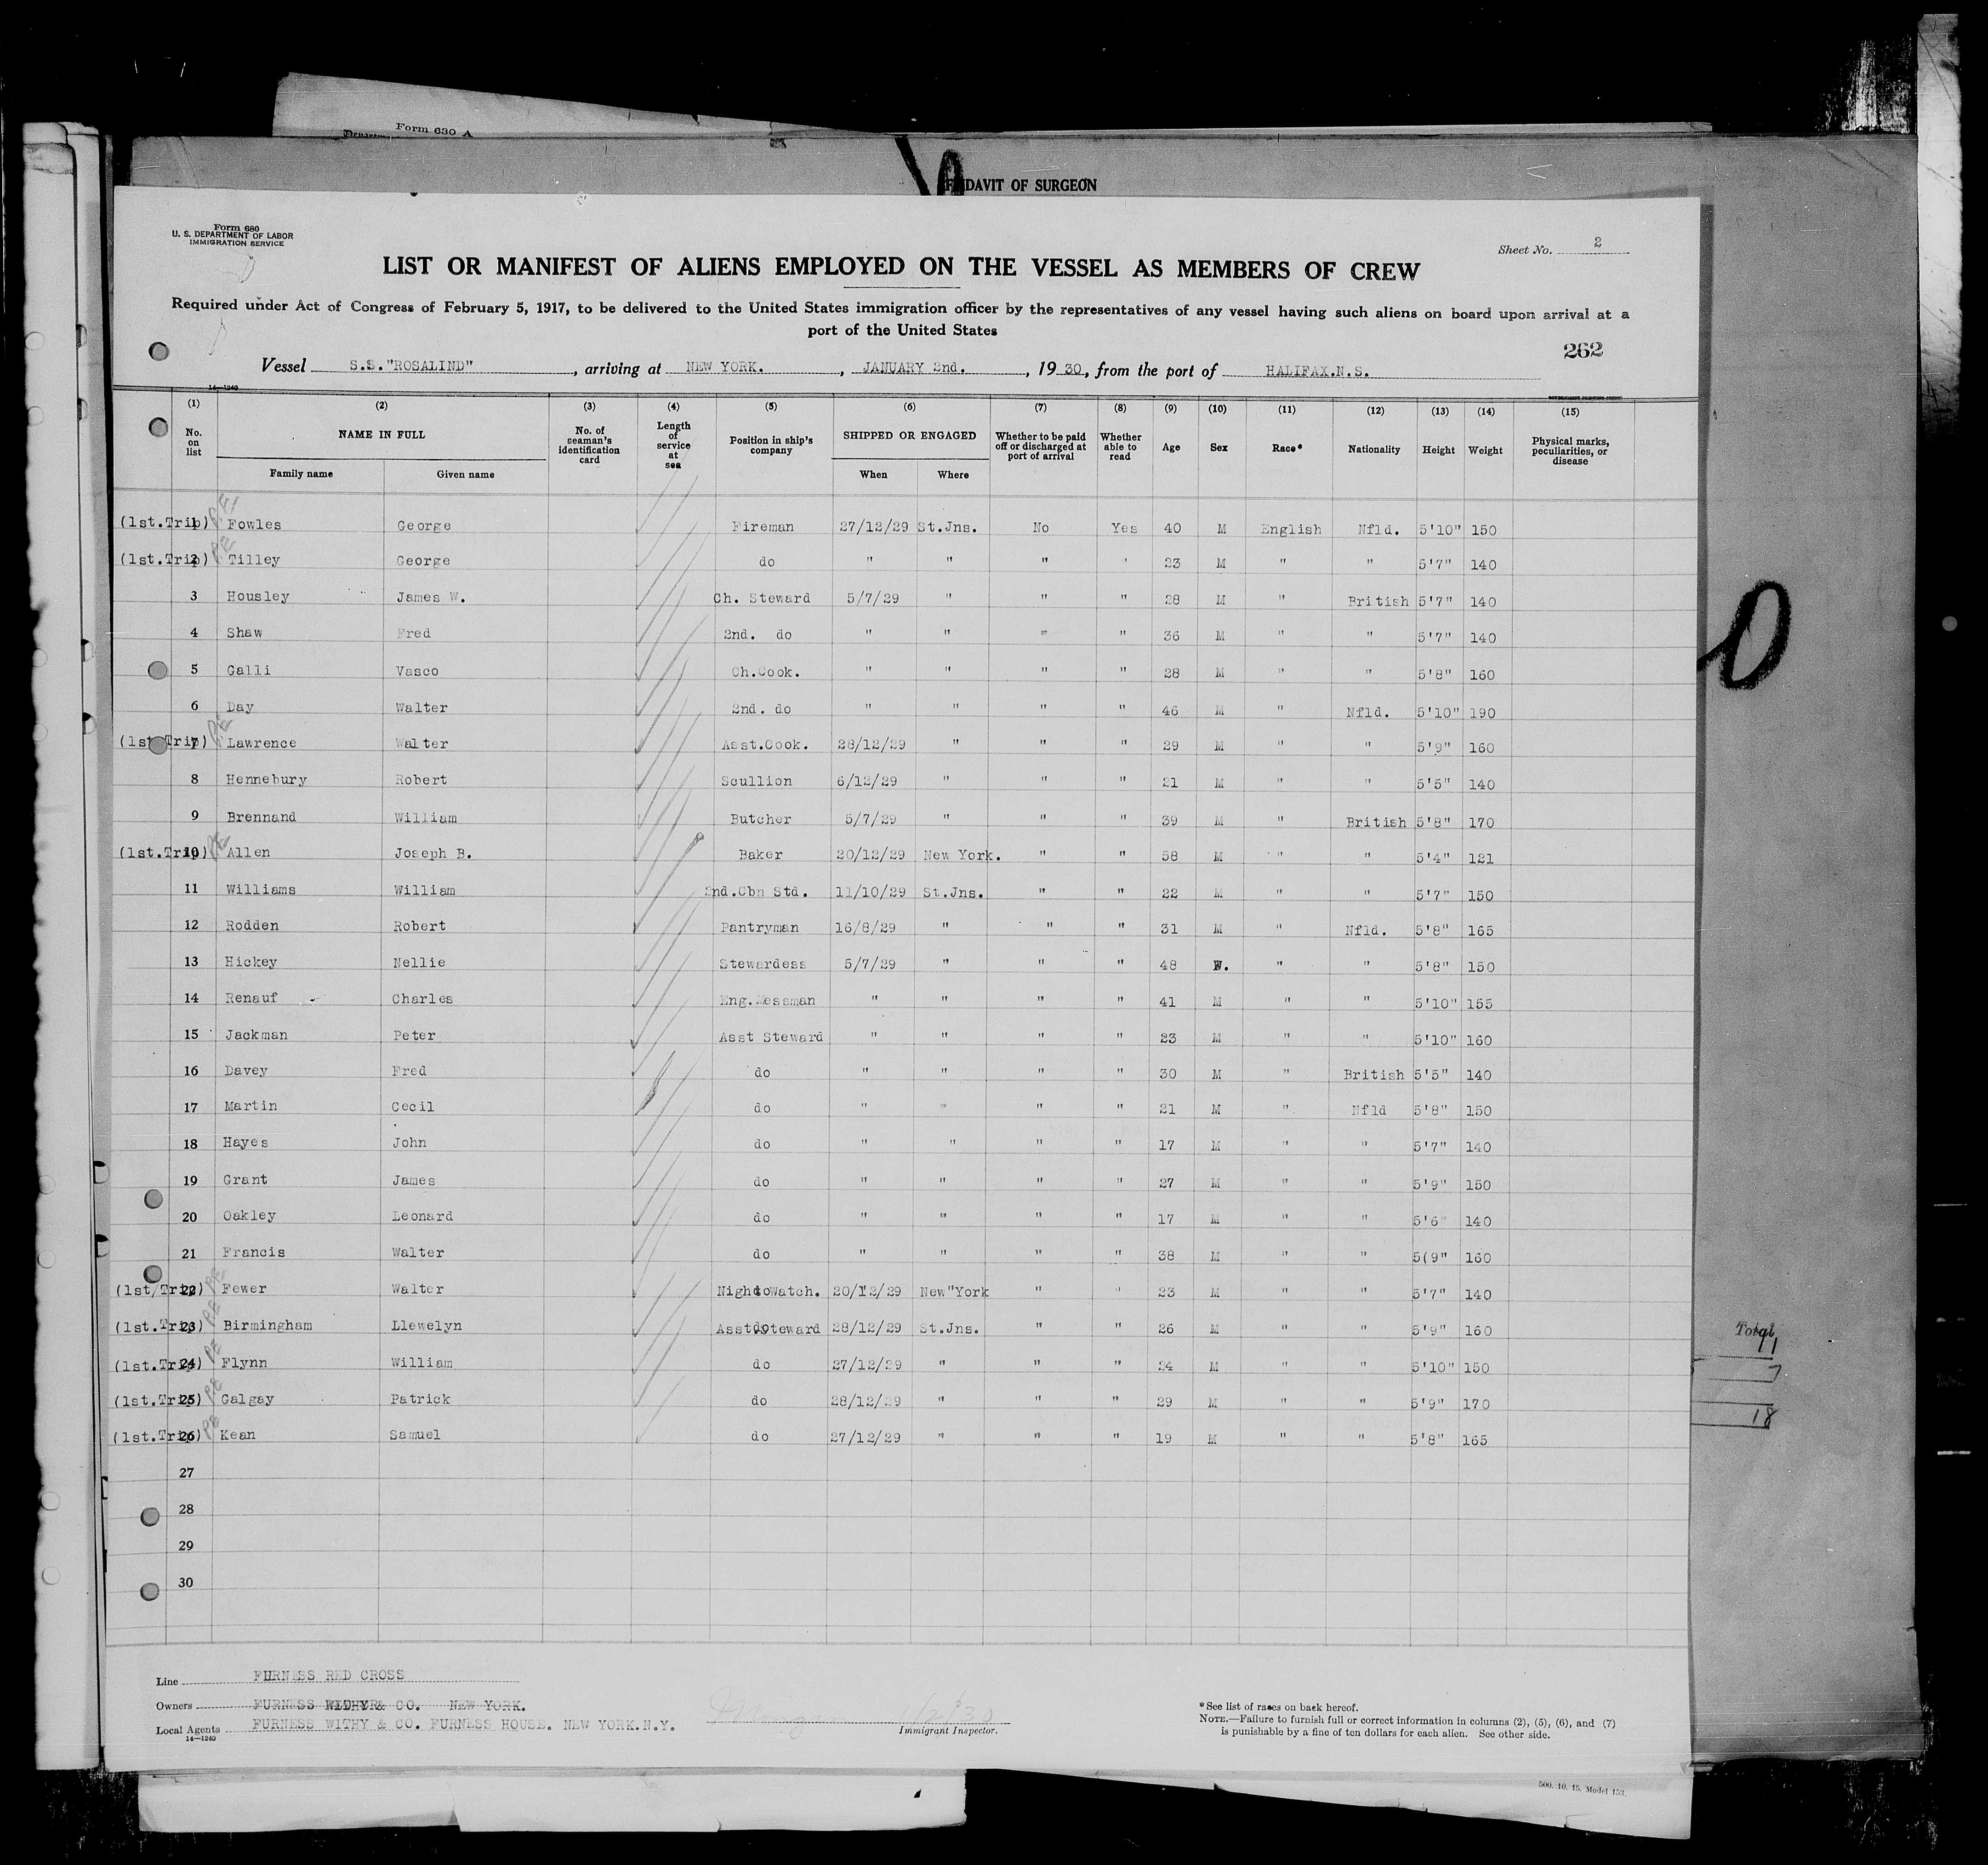 Form 630 A
AFFIDAVIT OF SURGEON
Form 680
U. S. DEPARTMENT OF LABOR
IMMIGRATION SERVICE
Sheet No. 2
LIST OR MANIFEST OF ALIENS EMPLOYED ON THE VESSEL AS MEMBERS OF CREW
Required under Act of Congress of February 5, 1917, to be delivered to the United States immigration officer by the representatives of any vessel having such aliens on board upon arrival at a
port of the United States
262
Vessel S.S."ROSALIND", arriving at NEW YORK., JANUARY 2nd., 1930, from the port of HALIFAX.N.S.
14—1240
(1) (2) (3) (4) (5) (6) (7) (8) (9) (10) (11) (12) (13) (14) (15)
No. on list NAME IN FULL No. of seaman's identification card Length of service at sea Position in ship's company SHIPPED OR ENGAGED Whether to be paid off or discharged at port of arrival Whether able to read Age Sex Race* Nationality Height Weight Physical marks, peculiarities, or disease
Family name Given name When Where
(1st.Trip) 1 PE Fowles George Fireman 27/12/29 St.Jns. No Yes 40 M English Nfld. 5'10" 150
(1st.Trip) 2 PE Tilley George do " " " " 23 M " " 5'7" 140
3 Housley James W. Ch. Steward 5/7/29 " " " 28 M " British 5'7" 140
4 Shaw Fred 2nd. do " " " " 36 M " " 5'7" 140
5 Galli Vasco Ch.Cook. " " " " 28 M " " 5'8" 160
6 Day Walter 2nd. do " " " " 46 M " Nfld. 5'10" 190
(1st Trip) 7 PE Lawrence Walter Asst.Cook. 28/12/29 " " " 29 M " " 5'9" 160
8 Hennebury Robert Scullion 6/12/29 " " " 21 M " " 5'5" 140
9 Brennand William Butcher 5/7/29 " " " 39 M " British 5'8" 170
(1st.Trip) 10 PE Allen Joseph B. Baker 20/12/29 New York. " " 58 M " " 5'4" 121
11 Williams William 2nd.Cbn Std. 11/10/29 St.Jns. " " 22 M " " 5'7" 150
12 Rodden Robert Pantryman 16/8/29 " " " 31 M " Nfld. 5'8" 165
13 Hickey Nellie Stewardess 5/7/29 " " " 48 F. " " 5'8" 150
14 Renauf Charles Eng.Messman " " " " 41 M " " 5'10" 155
15 Jackman Peter Asst Steward " " " " 23 M " " 5'10" 160
16 Davey Fred do " " " " 30 M " British 5'5" 140
17 Martin Cecil do " " " " 21 M " Nfld 5'8" 150
18 Hayes John do " " " " 17 M " " 5'7" 140
19 Grant James do " " " " 27 M " " 5'9" 150
20 Oakley Leonard do " " " " 17 M " " 5'6" 140
21 Francis Walter do " " " " 38 M " " 5(9" 160
(1st/Trip) 22 PE Fewer Walter Night Watch. 20/12/29 New"York " " 23 M " " 5'7" 140
(1st.Trip) 23 PE Birmingham Llewelyn Asst Steward 28/12/29 St.Jns. " " 26 M " " 5'9" 160
(1st.Trip) 24 PE Flynn William do 27/12/29 " " " 24 M " " 5'10" 150
(1st.Trip) 25 PE Galgay Patrick do 28/12/29 " " " 29 M " " 5'9" 170
(1st.Trip) 26 PE Kean Samuel do 27/12/29 " " " 19 M " " 5'8" 165
27
28
29
30
Total
11
7
18
Line FURNESS RED CROSS
Owners FURNESS WITHY & CO. NEW YORK.
Local Agents FURNESS WITHY & CO. FURNESS HOUSE. NEW YORK.N.Y.
14—1240
1/2/30
Immigrant Inspector.
*See list of races on back hereof.
NOTE.—Failure to furnish full or correct information in columns (2), (5), (6), and (7)
is punishable by a fine of ten dollars for each alien. See other side.
500. 10. 15. Model 153.